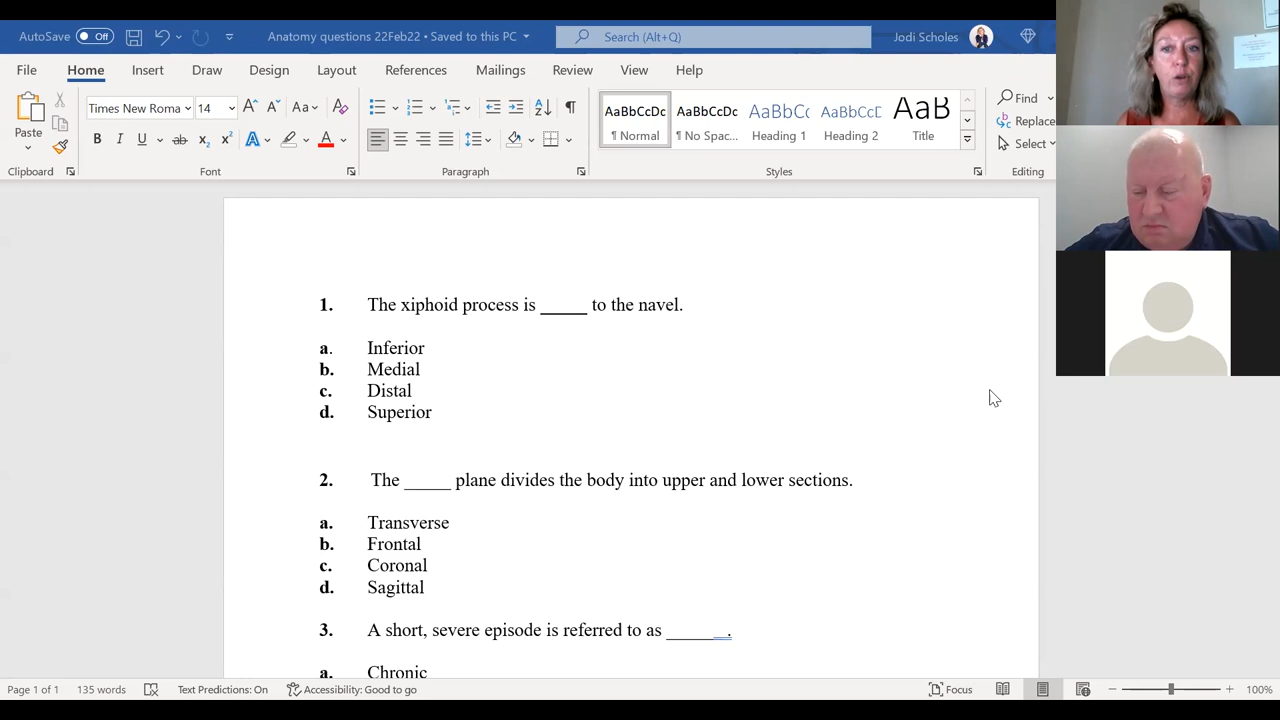 AutoSave Off Anatomy questions 22Feb22 • Saved to this PC Search (Alt+Q) Jodi Scholes
File Home Insert Draw Design Layout References Mailings Review View Help
Paste
Times New Roma 14 Aa
AaBbCcDc AaBbCcDc AaBbCc AaBbCcD AaB
¶ Normal ¶ No Spac... Heading 1 Heading 2 Title
Find
Replace
Select
Clipboard Font Paragraph Styles Editing
1. The xiphoid process is _____ to the navel.
a. Inferior
b. Medial
c. Distal
d. Superior
2. The _____ plane divides the body into upper and lower sections.
a. Transverse
b. Frontal
c. Coronal
d. Sagittal
3. A short, severe episode is referred to as _______.
a. Chronic
Page 1 of 1 135 words Text Predictions: On Accessibility: Good to go Focus 100%